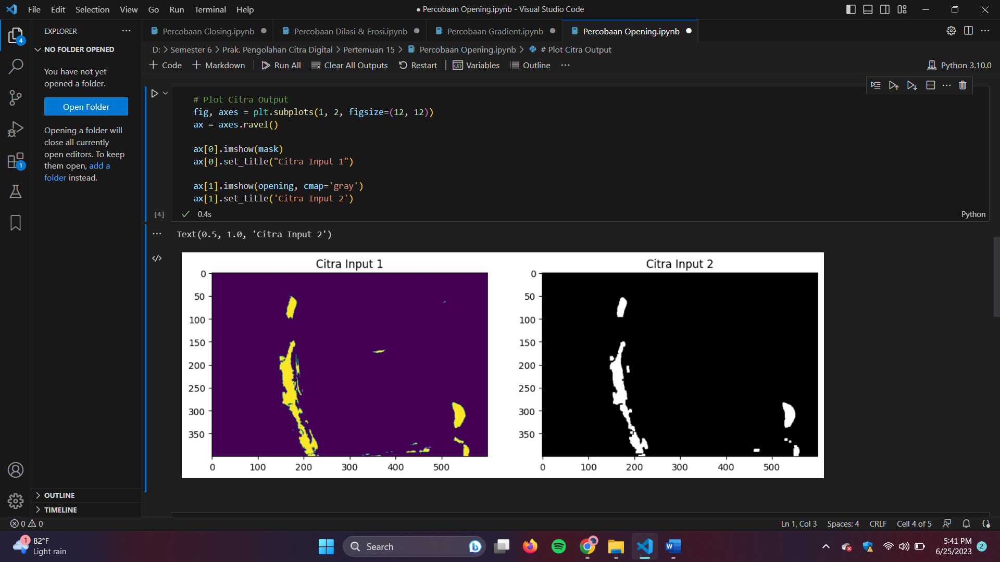 File Edit Selection View Go Run Terminal Help
● Percobaan Opening.ipynb - Visual Studio Code
EXPLORER
NO FOLDER OPENED
You have not yet
opened a folder.
Open Folder
Opening a folder will
close all currently
open editors. To keep
them open, add a
folder instead.
OUTLINE
TIMELINE
4
1
Percobaan Closing.ipynb
Percobaan Dilasi & Erosi.ipynb
Percobaan Gradient.ipynb
Percobaan Opening.ipynb
D: > Semester 6 > Prak. Pengolahan Citra Digital > Pertemuan 15 > Percobaan Opening.ipynb > # Plot Citra Output
+ Code + Markdown | Run All Clear All Outputs Restart | Variables Outline ···
Python 3.10.0
# Plot Citra Output
fig, axes = plt.subplots(1, 2, figsize=(12, 12))
ax = axes.ravel()
ax[0].imshow(mask)
ax[0].set_title("Citra Input 1")
ax[1].imshow(opening, cmap='gray')
ax[1].set_title('Citra Input 2')
[4]
0.4s
Python
Text(0.5, 1.0, 'Citra Input 2')
Citra Input 1
0
50
100
150
200
250
300
350
0 100 200 300 400 500
Citra Input 2
0
50
100
150
200
250
300
350
0 100 200 300 400 500
0 0
Ln 1, Col 3 Spaces: 4 CRLF Cell 4 of 5
1
82°F
Light rain
Search
5:41 PM
6/25/2023
2